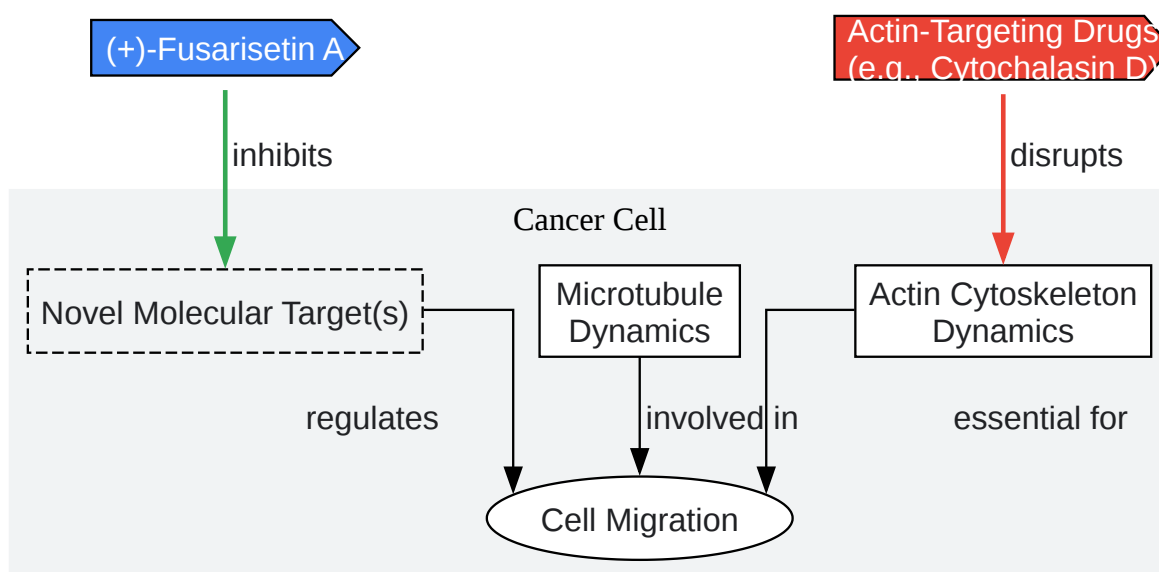 (+)-Fusarisetin A
Actin-Targeting Drugs
(e.g., Cytochalasin D)
inhibits
disrupts
Cancer Cell
Novel Molecular Target(s)
Microtubule
Dynamics
Actin Cytoskeleton
Dynamics
regulates
involved in
essential for
Cell Migration